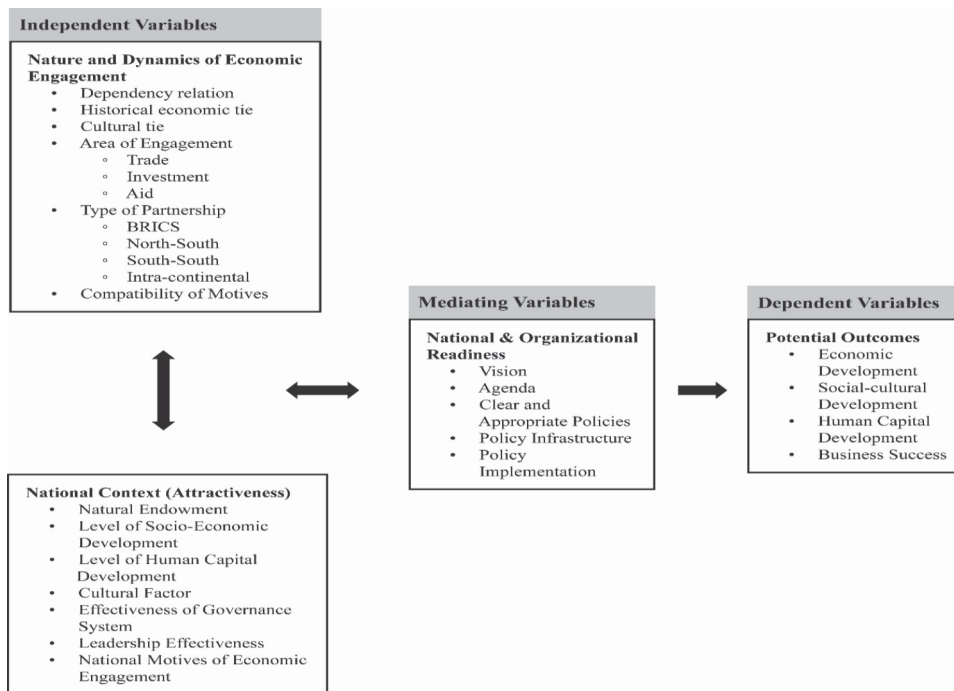 Independent Variables
Nature and Dynamics of Economic
Engagement
• Dependency relation
• Historical economic tie
• Cultural tie
• Area of Engagement
◦ Trade
◦ Investment
◦ Aid
• Type of Partnership
◦ BRICS
◦ North-South
◦ South-South
◦ Intra-continental
• Compatibility of Motives
National Context (Attractiveness)
• Natural Endowment
• Level of Socio-Economic
Development
• Level of Human Capital
Development
• Cultural Factor
• Effectiveness of Governance
System
• Leadership Effectiveness
• National Motives of Economic
Engagement
Mediating Variables
National & Organizational
Readiness
• Vision
• Agenda
• Clear and
Appropriate Policies
• Policy Infrastructure
• Policy
Implementation
Dependent Variables
Potential Outcomes
• Economic
Development
• Social-cultural
Development
• Human Capital
Development
• Business Success